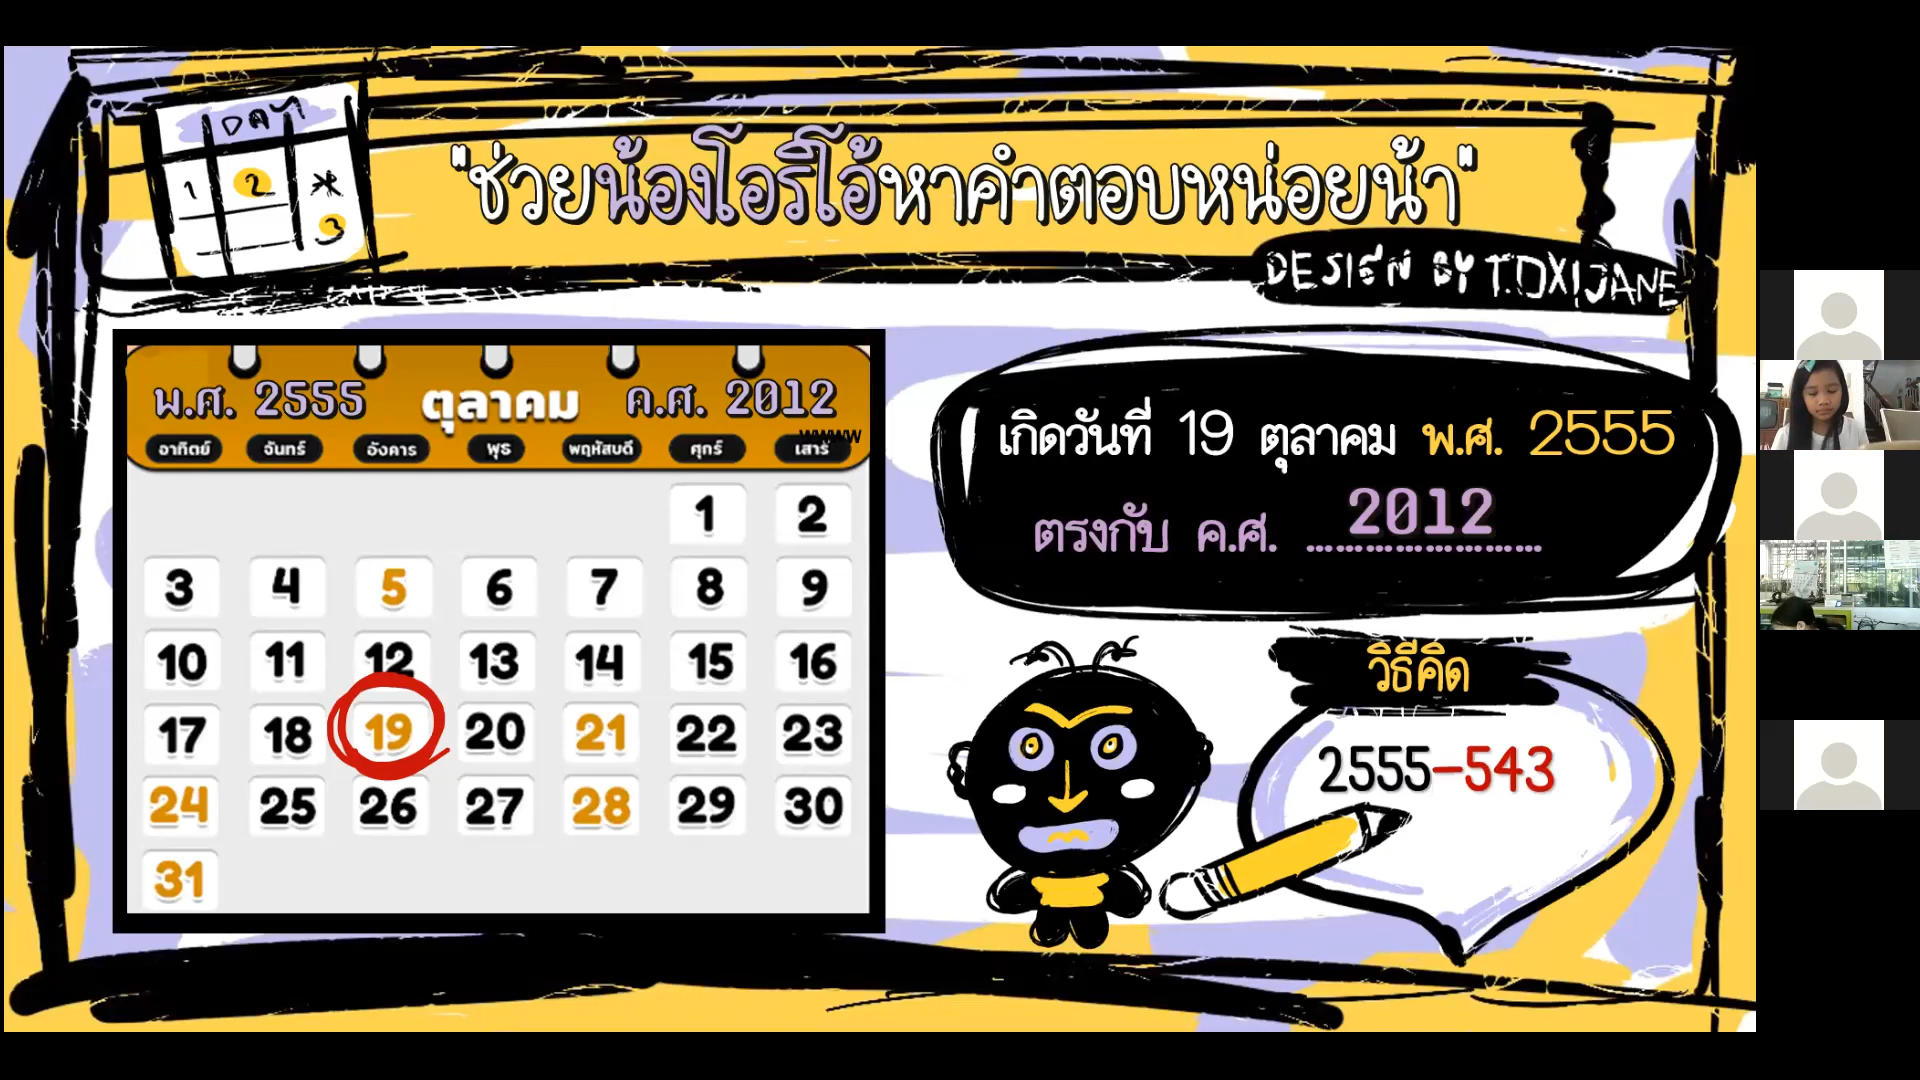 DAY
1 2 *
3
"ช่วยน้องโอรีโอ้หาคำตอบหน่อยน้า"
DESIGN BY T.DXIJANE
พ.ศ. 2555 ตุลาคม ค.ศ. 2012
wwww
อาทิตย์ จันทร์ อังคาร พุธ พฤหัสบดี ศุกร์ เสาร์
1 2
3 4 5 6 7 8 9
10 11 12 13 14 15 16
17 18 19 20 21 22 23
24 25 26 27 28 29 30
31
เกิดวันที่ 19 ตุลาคม พ.ศ. 2555
ตรงกับ ค.ศ. 2012
วิธีคิด
2555-543